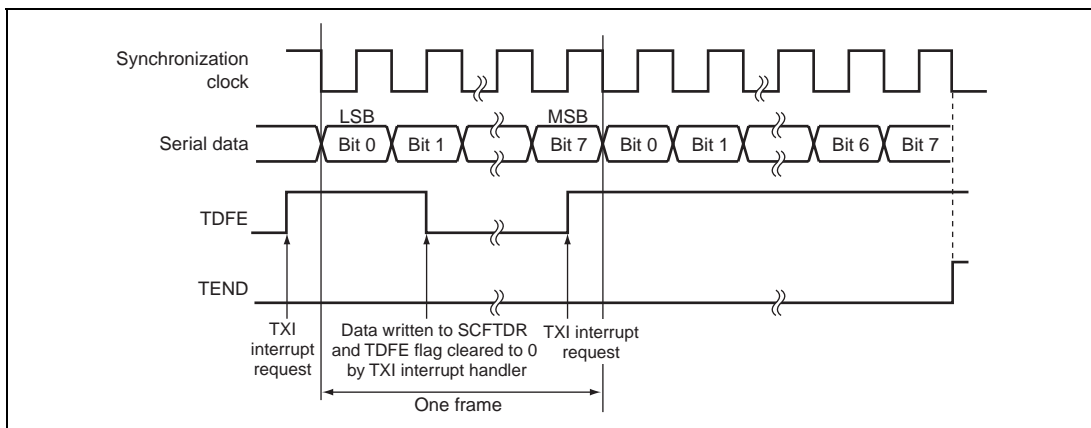 Synchronization
clock
LSB
MSB
Serial data
Bit 0
Bit 1
Bit 7
Bit 0
Bit 1
Bit 6
Bit 7
TDFE
TEND
TXI
interrupt
request
Data written to SCFTDR
and TDFE flag cleared to 0
by TXI interrupt handler
TXI interrupt
request
One frame